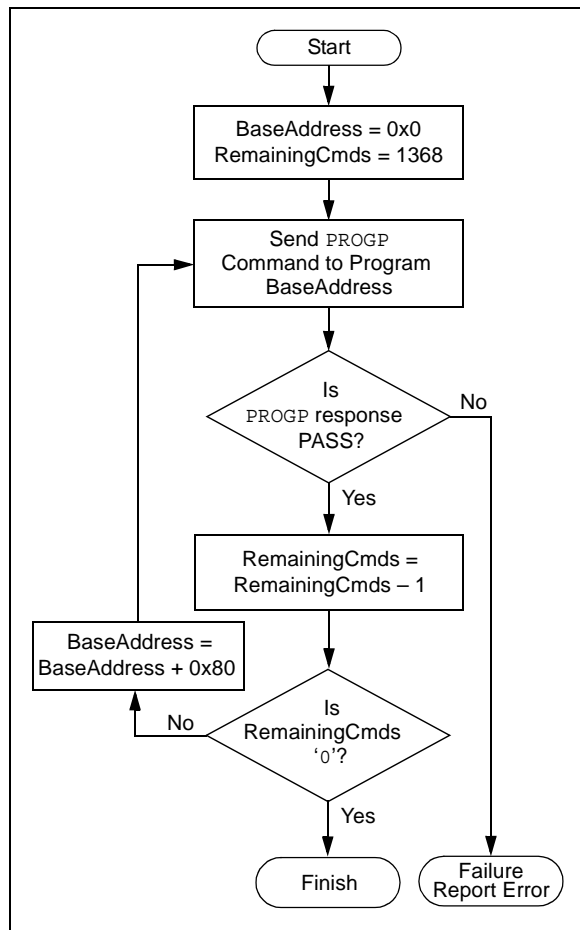 Start
BaseAddress = 0x0
RemainingCmds = 1368
Send PROGP
Command to Program
BaseAddress
Is
PROGP response
PASS?
No
Yes
RemainingCmds =
RemainingCmds – 1
BaseAddress =
BaseAddress + 0x80
Is
RemainingCmds
‘0’?
No
Yes
Finish
Failure
Report Error